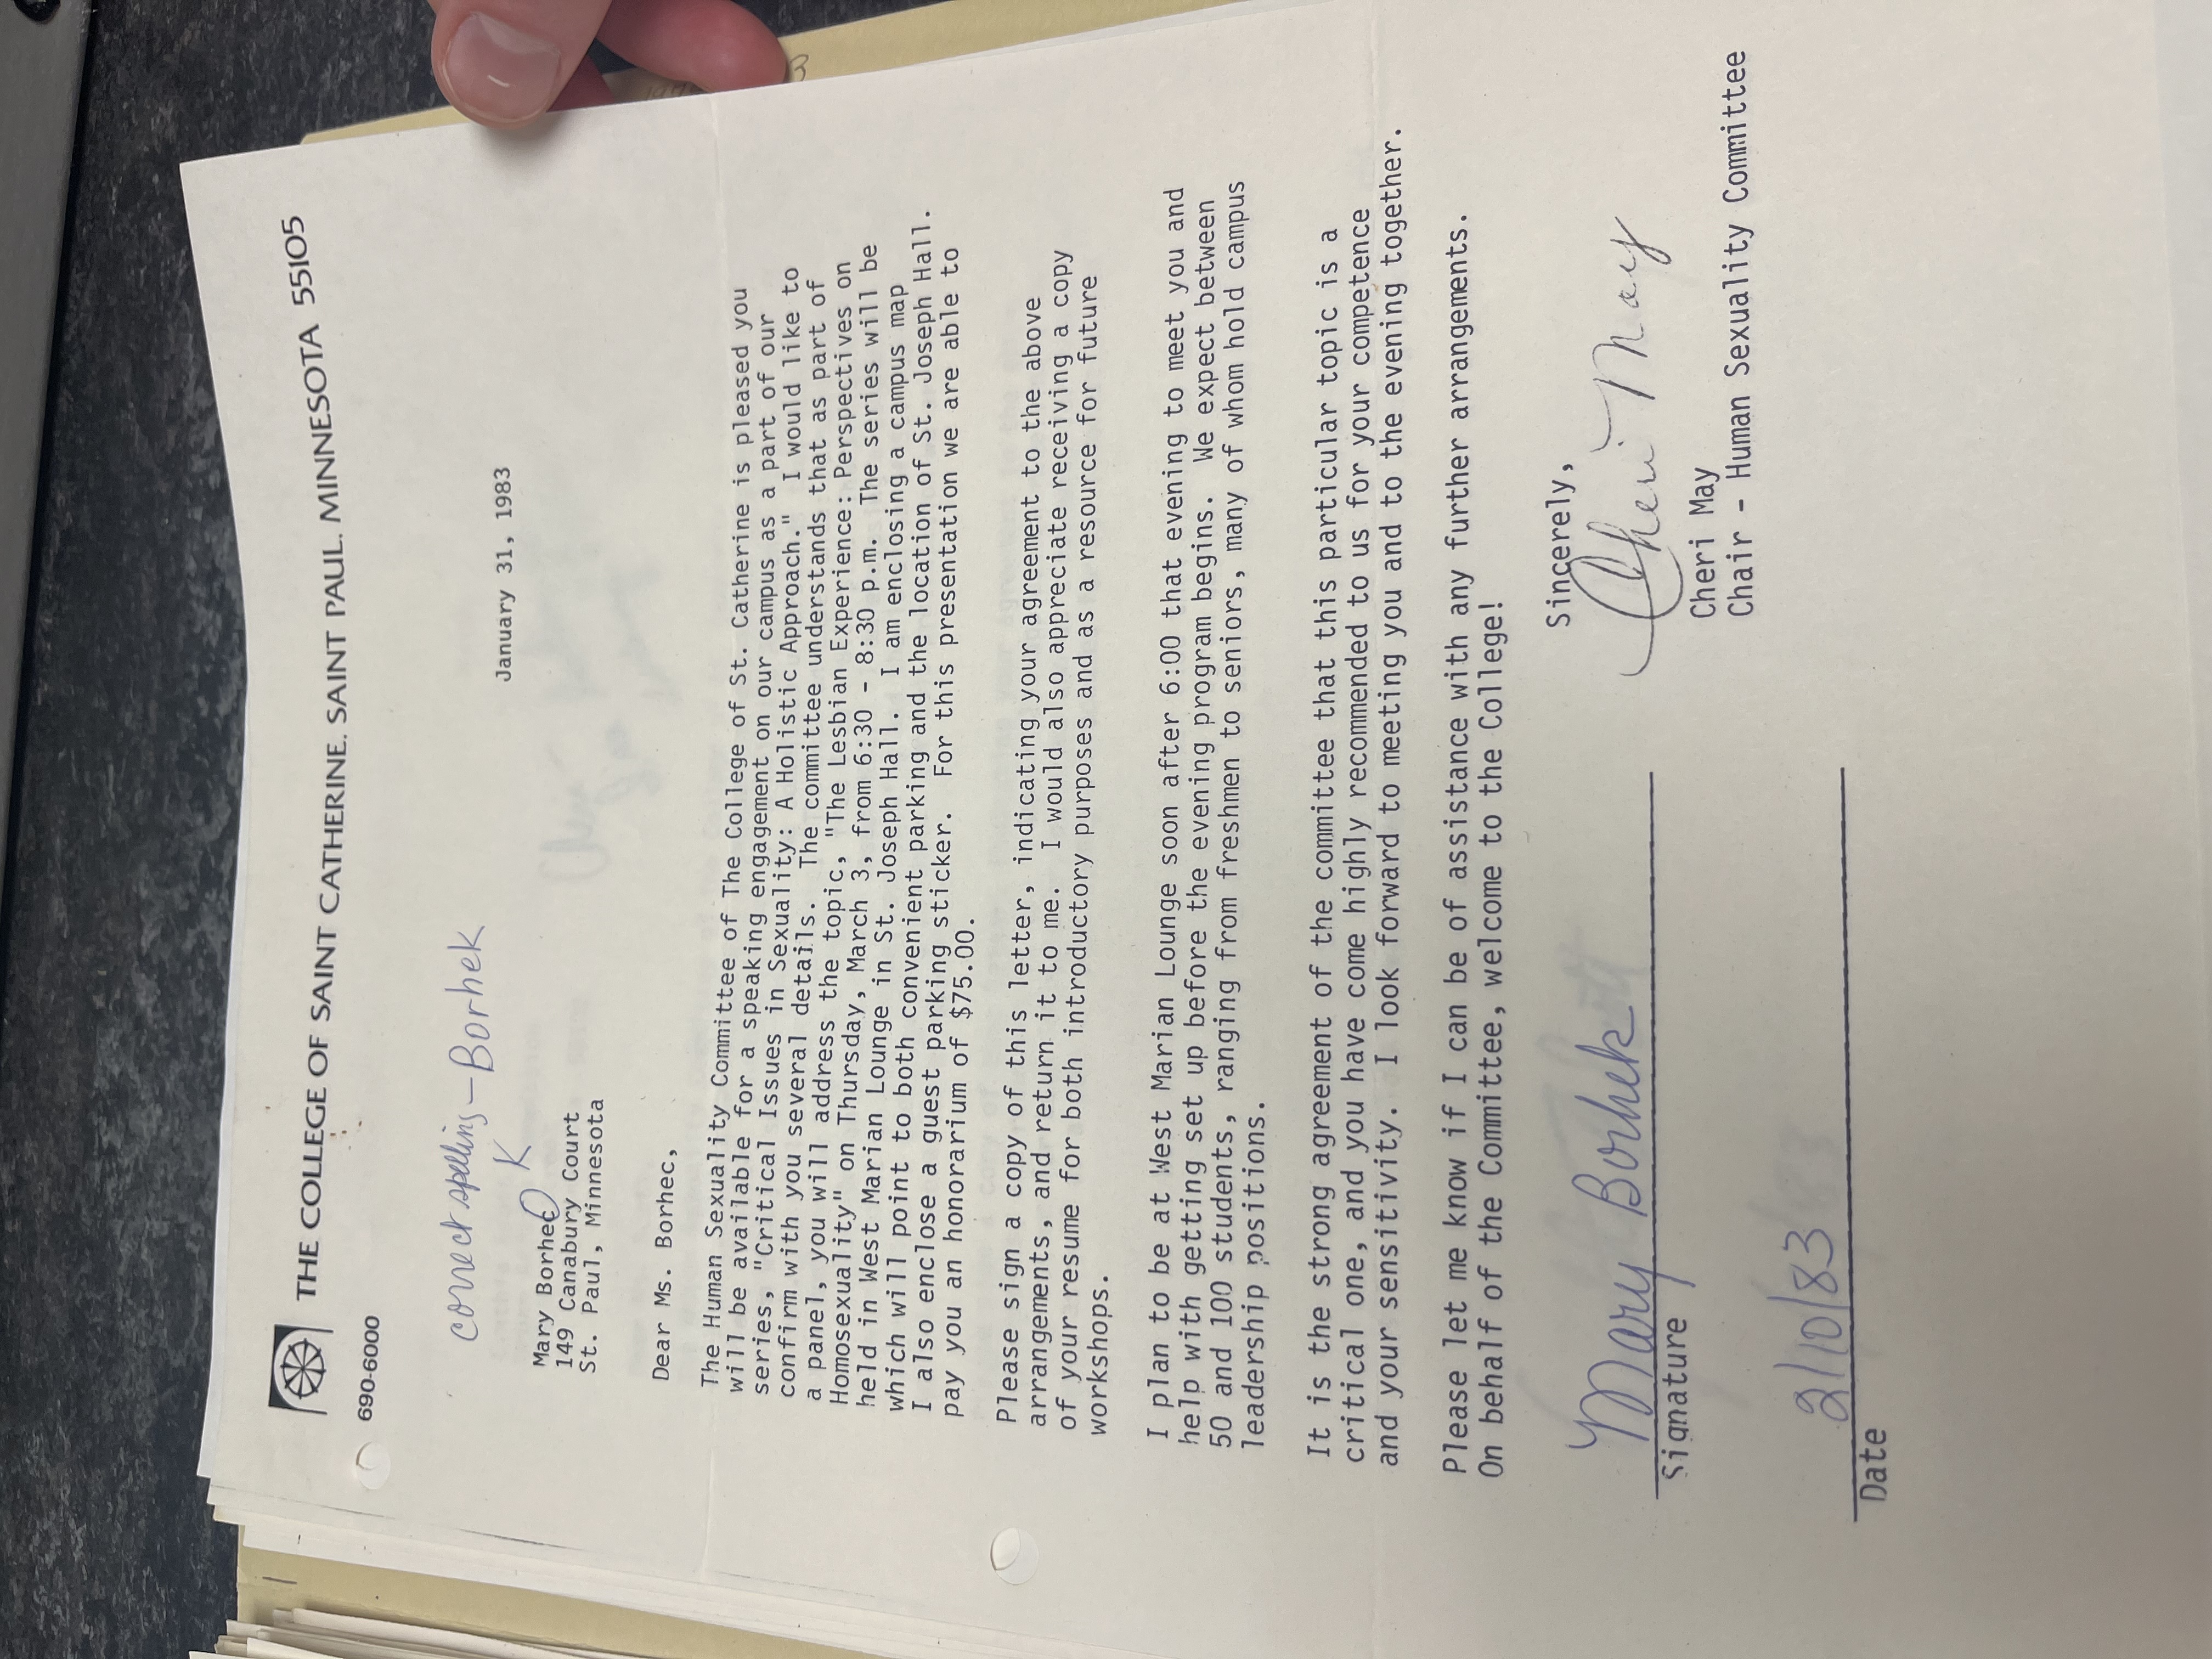 THE COLLEGE OF SAINT CATHERINE. SAINT PAUL. MINNESOTA 55105
690-6000
correct spelling - Borhek
January 31, 1983
Mary Borhec K
149 Canabury Court
St. Paul, Minnesota
Dear Ms. Borhec,
The Human Sexuality Committee of The College of St. Catherine is pleased you
will be available for a speaking engagement on our campus as a part of our
series, "Critical Issues in Sexuality: A Holistic Approach." I would like to
confirm with you several details. The committee understands that as part of
a panel, you will address the topic, "The Lesbian Experience: Perspectives on
Homosexuality" on Thursday, March 3, from 6:30 - 8:30 p.m. The series will be
held in West Marian Lounge in St. Joseph Hall. I am enclosing a campus map
which will point to both convenient parking and the location of St. Joseph Hall.
I also enclose a guest parking sticker. For this presentation we are able to
pay you an honorarium of $75.00.
Please sign a copy of this letter, indicating your agreement to the above
arrangements, and return it to me. I would also appreciate receiving a copy
of your resume for both introductory purposes and as a resource for future
workshops.
I plan to be at West Marian Lounge soon after 6:00 that evening to meet you and
help with getting set up before the evening program begins. We expect between
50 and 100 students, ranging from freshmen to seniors, many of whom hold campus
leadership positions.
It is the strong agreement of the committee that this particular topic is a
critical one, and you have come highly recommended to us for your competence
and your sensitivity. I look forward to meeting you and to the evening together.
Please let me know if I can be of assistance with any further arrangements.
On behalf of the Committee, welcome to the College!
Sincerely,
Cheri May
Mary Borhek
Signature
Cheri May
Chair - Human Sexuality Committee
2/10/83
Date